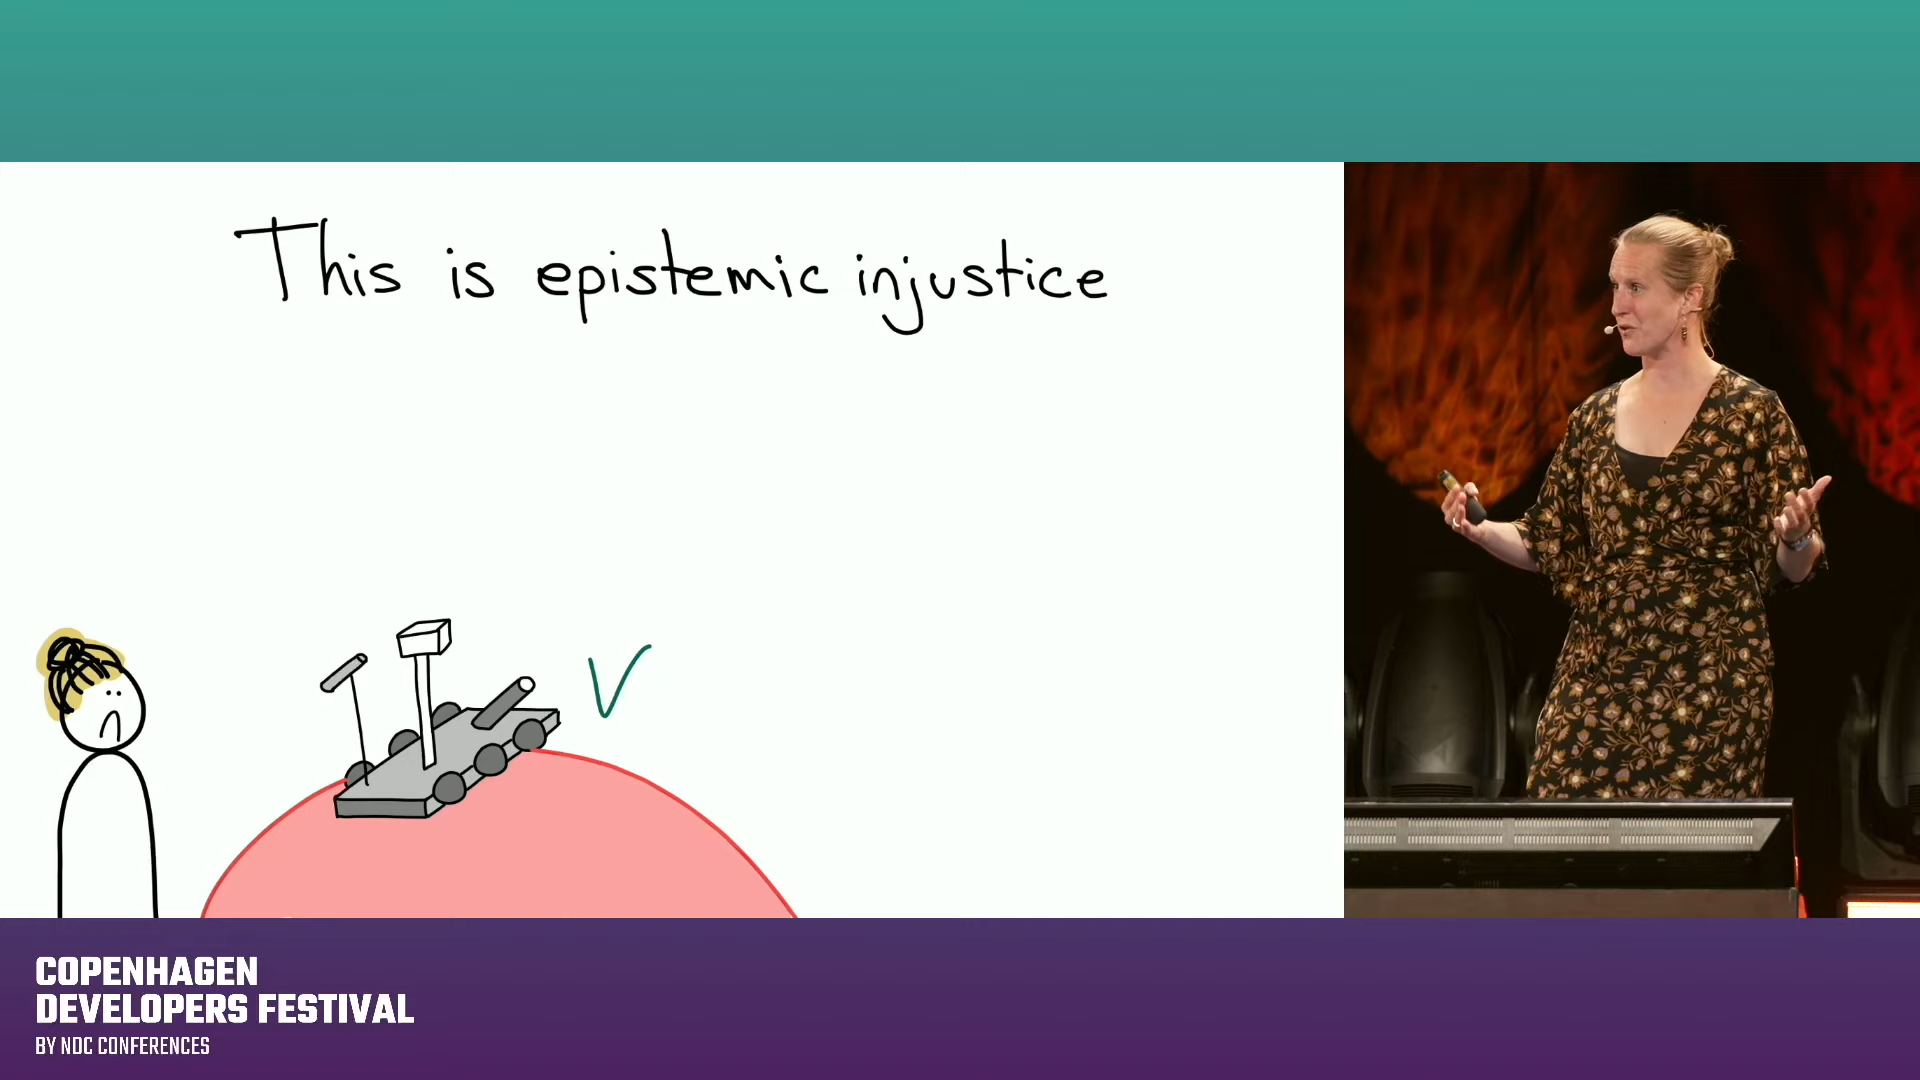 This is epistemic injustice
COPENHAGEN
DEVELOPERS FESTIVAL
BY NDC CONFERENCES